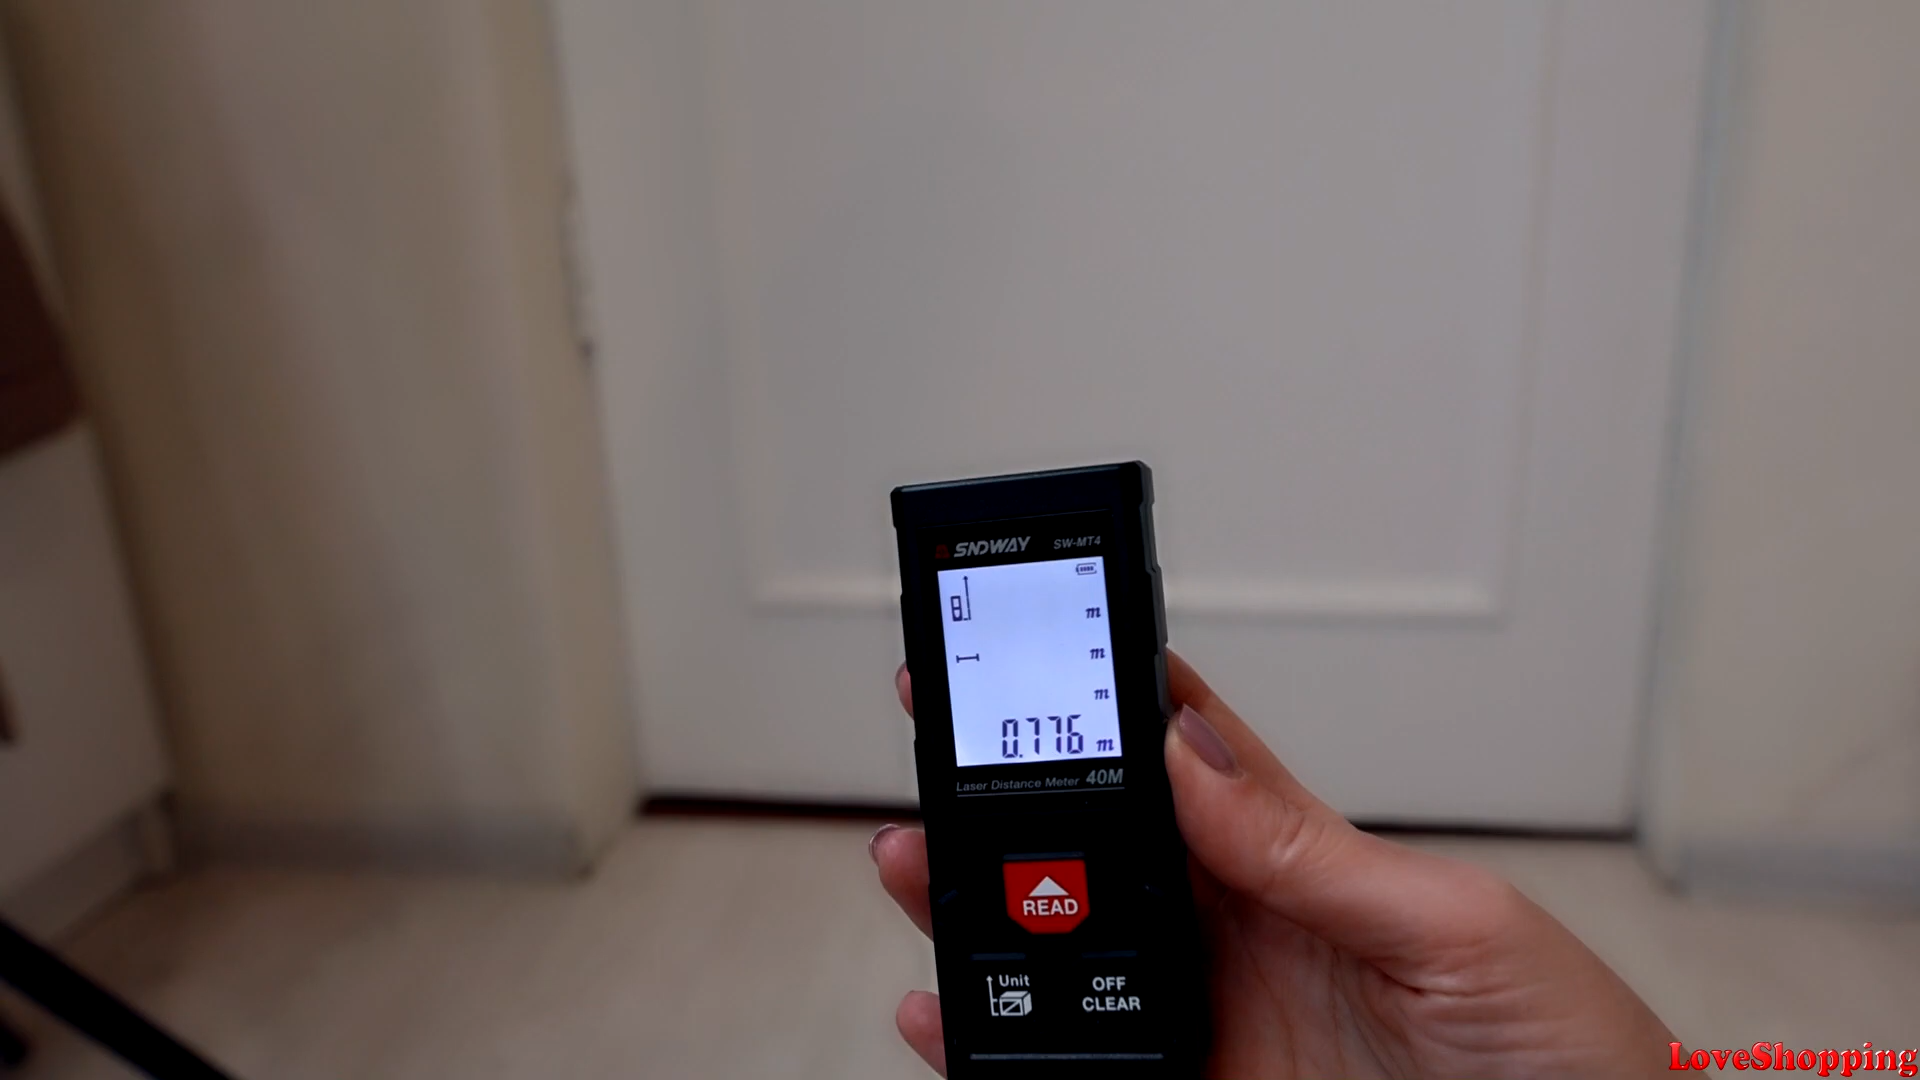 SNDWAY SW-MT4
m
m
m
0.776 m
Laser Distance Meter 40M
READ
Unit
OFF
CLEAR
LoveShopping